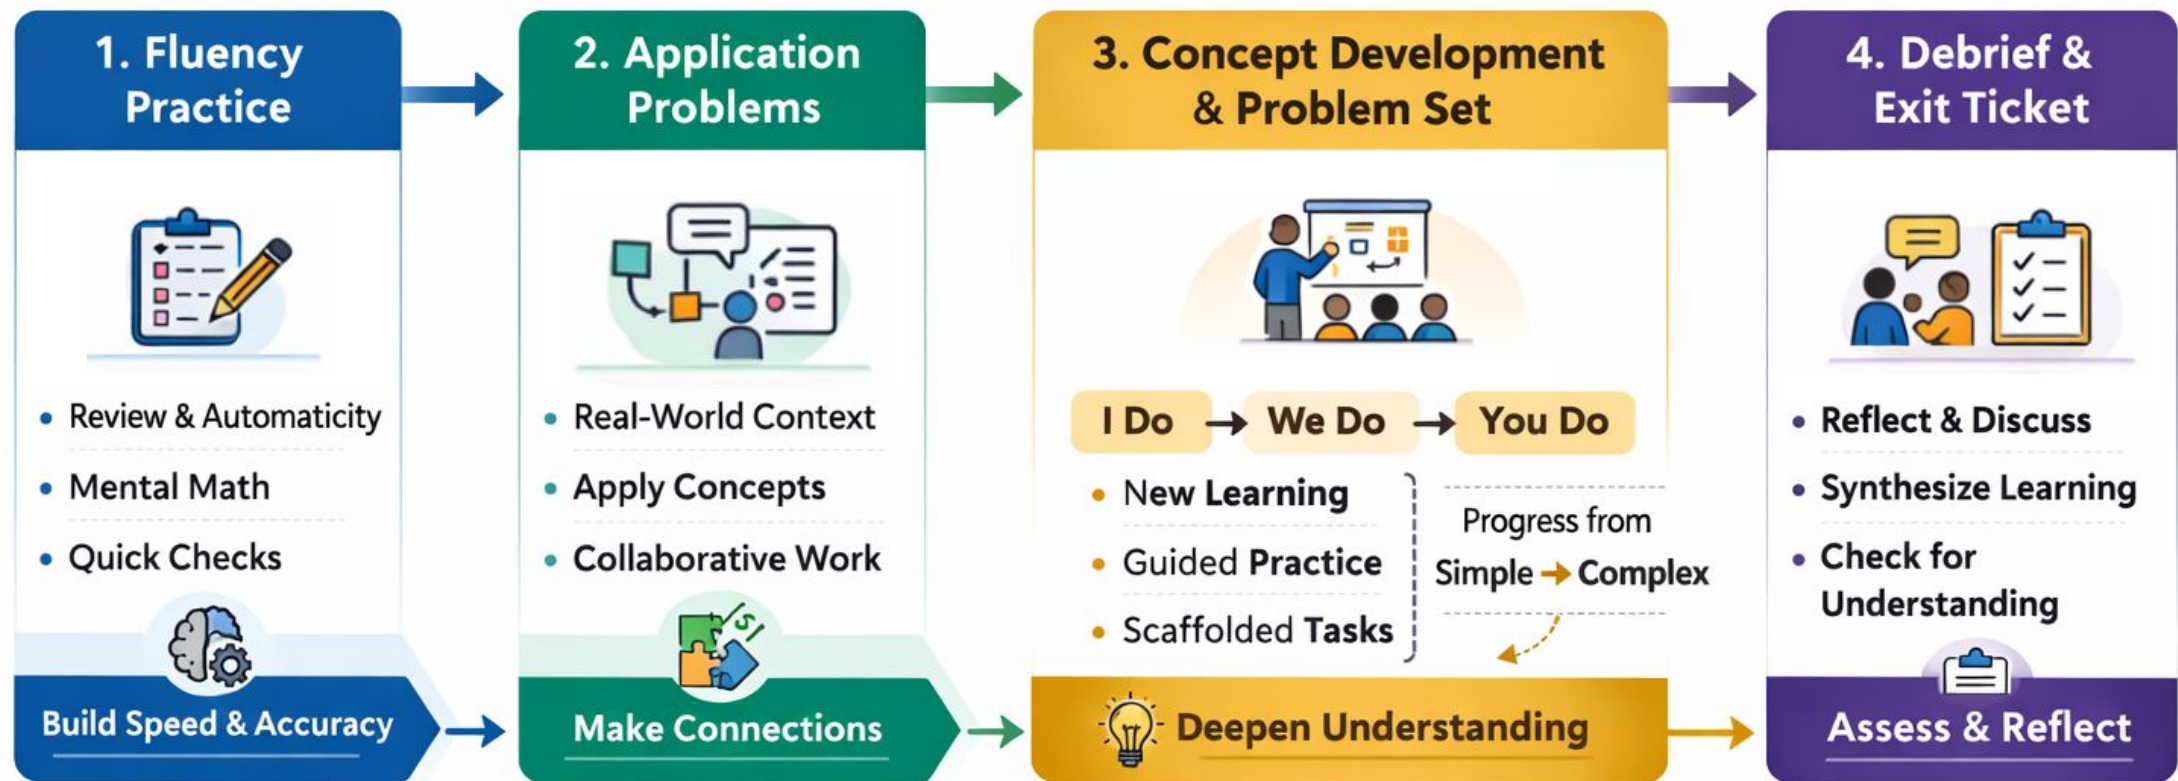 1. Fluency
Practice
• Review & Automaticity
• Mental Math
• Quick Checks
Build Speed & Accuracy
2. Application
Problems
• Real-World Context
• Apply Concepts
• Collaborative Work
Make Connections
3. Concept Development
& Problem Set
I Do → We Do → You Do
• New Learning
• Guided Practice
• Scaffolded Tasks
Progress from
Simple → Complex
Deepen Understanding
4. Debrief &
Exit Ticket
• Reflect & Discuss
• Synthesize Learning
• Check for
Understanding
Assess & Reflect